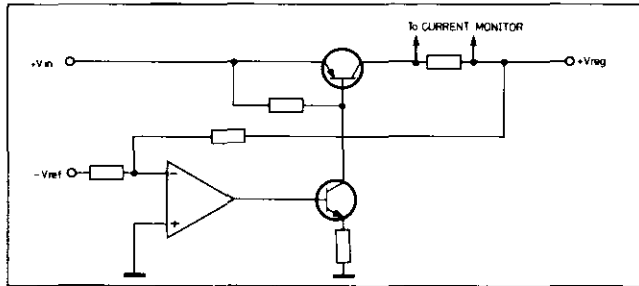 To CURRENT MONITOR
+Vin
+Vreg
-Vref
-
+